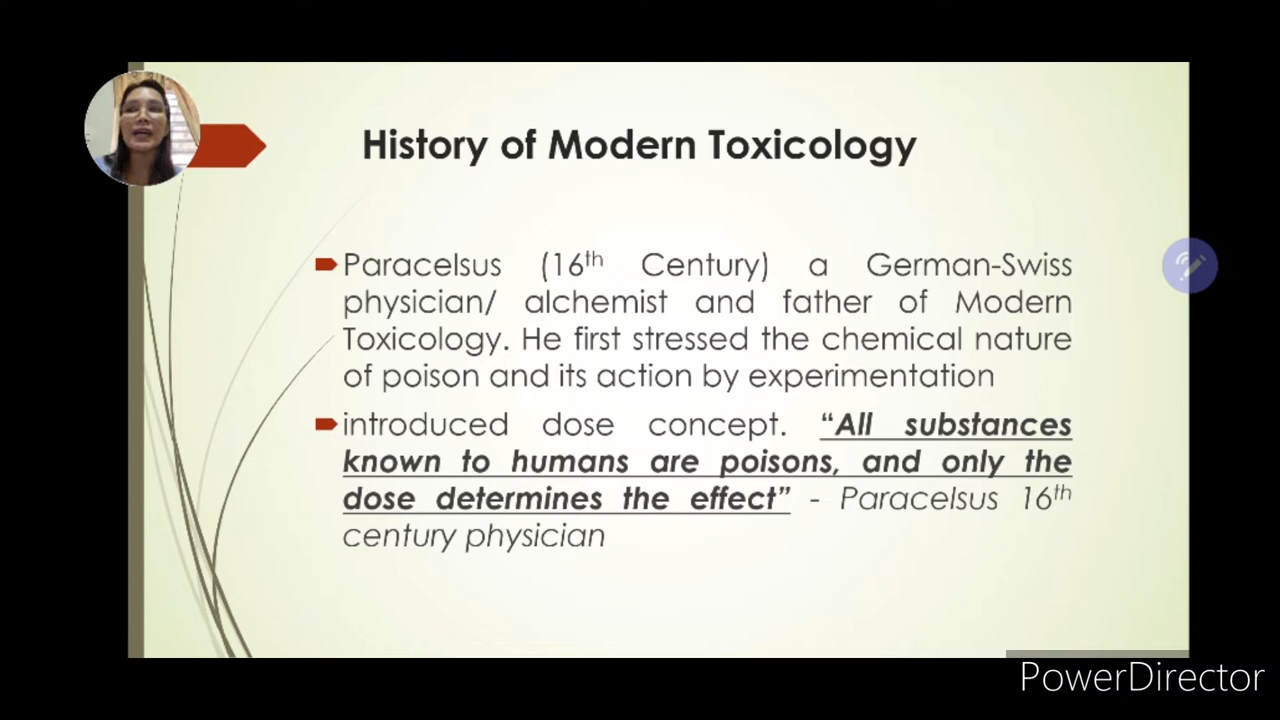 History of Modern Toxicology
Paracelsus (16th Century) a German-Swiss
physician/ alchemist and father of Modern
Toxicology. He first stressed the chemical nature
of poison and its action by experimentation
introduced dose concept. “All substances
known to humans are poisons, and only the
dose determines the effect” - Paracelsus 16th
century physician
PowerDirector